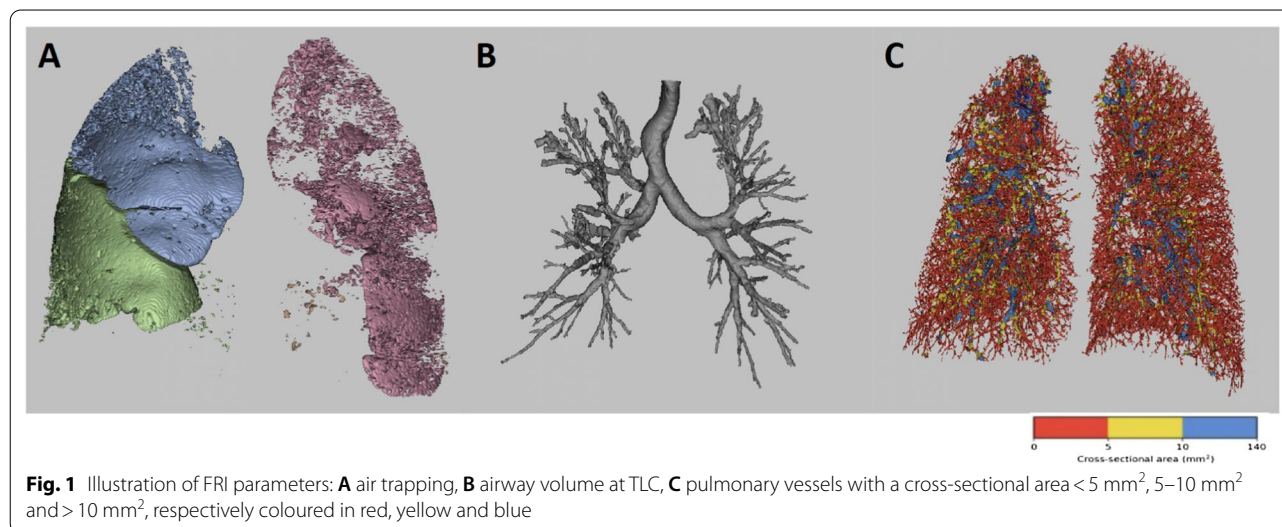 A
B
C
0 5 10 140
Cross-sectional area (mm²)
Fig. 1 Illustration of FRI parameters: A air trapping, B airway volume at TLC, C pulmonary vessels with a cross-sectional area < 5 mm², 5–10 mm²
and > 10 mm², respectively coloured in red, yellow and blue